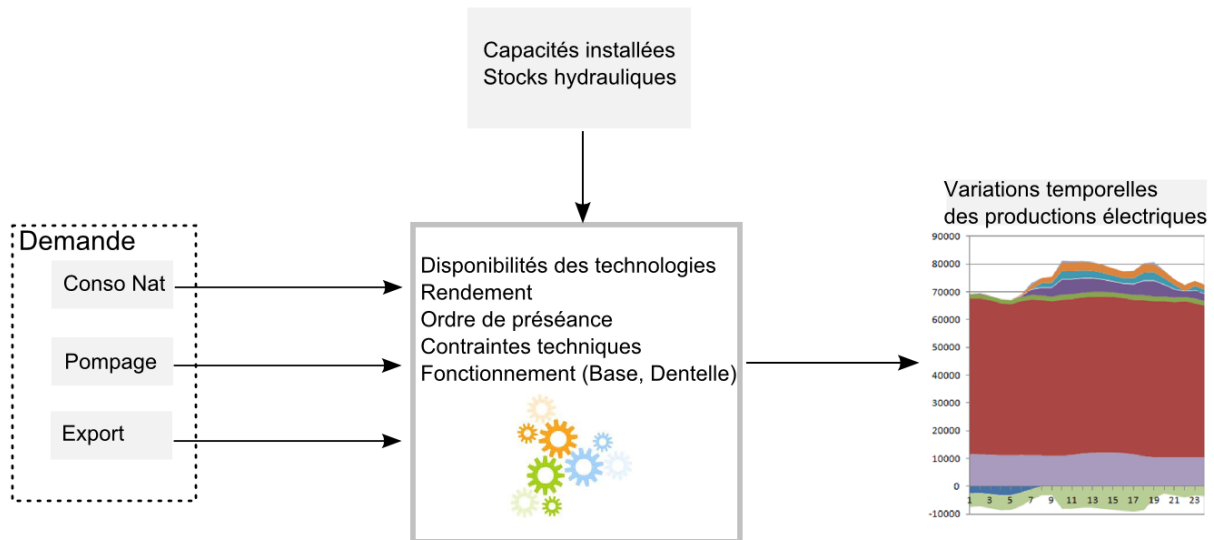 Capacités installées
Stocks hydrauliques
Demande
Conso Nat
Pompage
Export
Disponibilités des technologies
Rendement
Ordre de préséance
Contraintes techniques
Fonctionnement (Base, Dentelle)
Variations temporelles
des productions électriques
90000
80000
70000
60000
50000
40000
30000
20000
10000
0
-10000
1 3 5 7 9 11 13 15 17 19 21 23